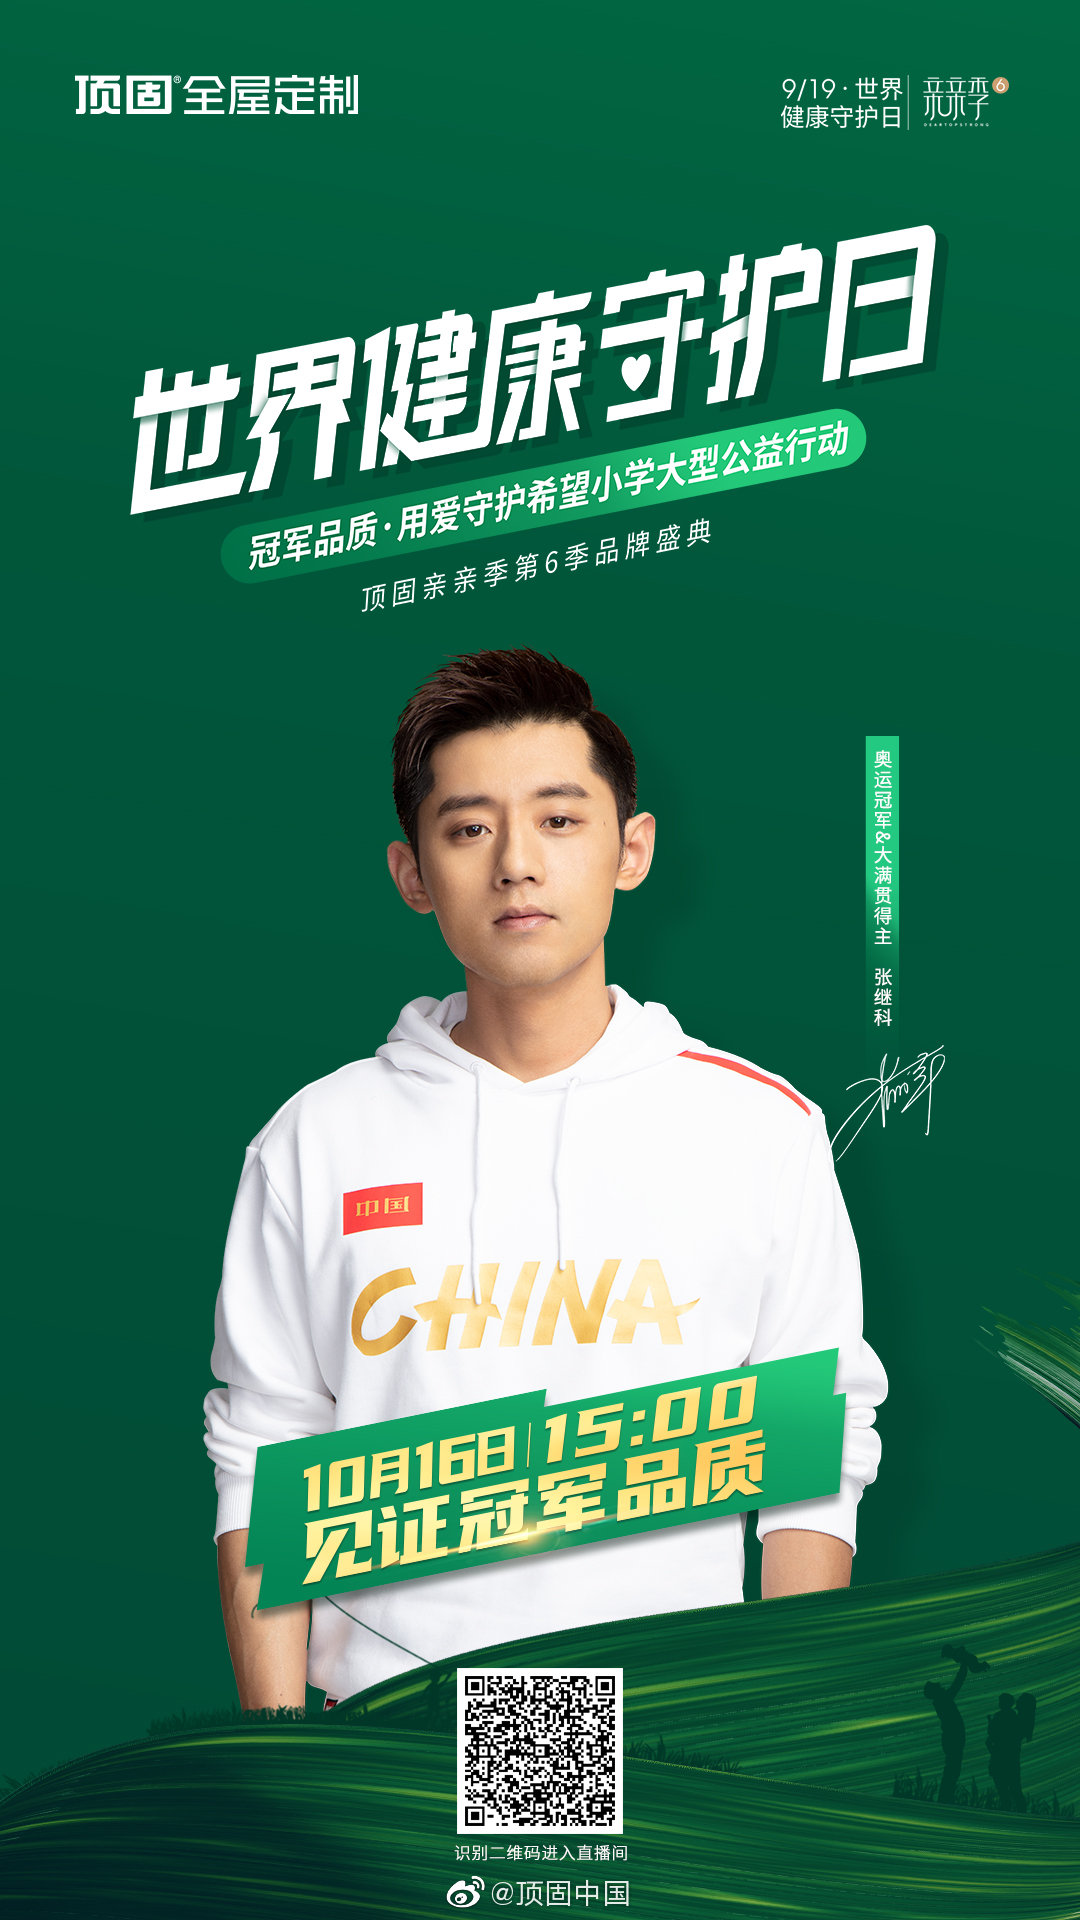 顶固®全屋定制
9/19·世界
健康守护日
亲亲季6
DEARTOPSTRONG
世界健康守护日
冠军品质·用爱守护希望小学大型公益行动
顶固亲亲季第6季品牌盛典
奥运冠军&大满贯得主 张继科
中国
CHINA
10月16日|15:00
见证冠军品质
识别二维码进入直播间
@顶固中国